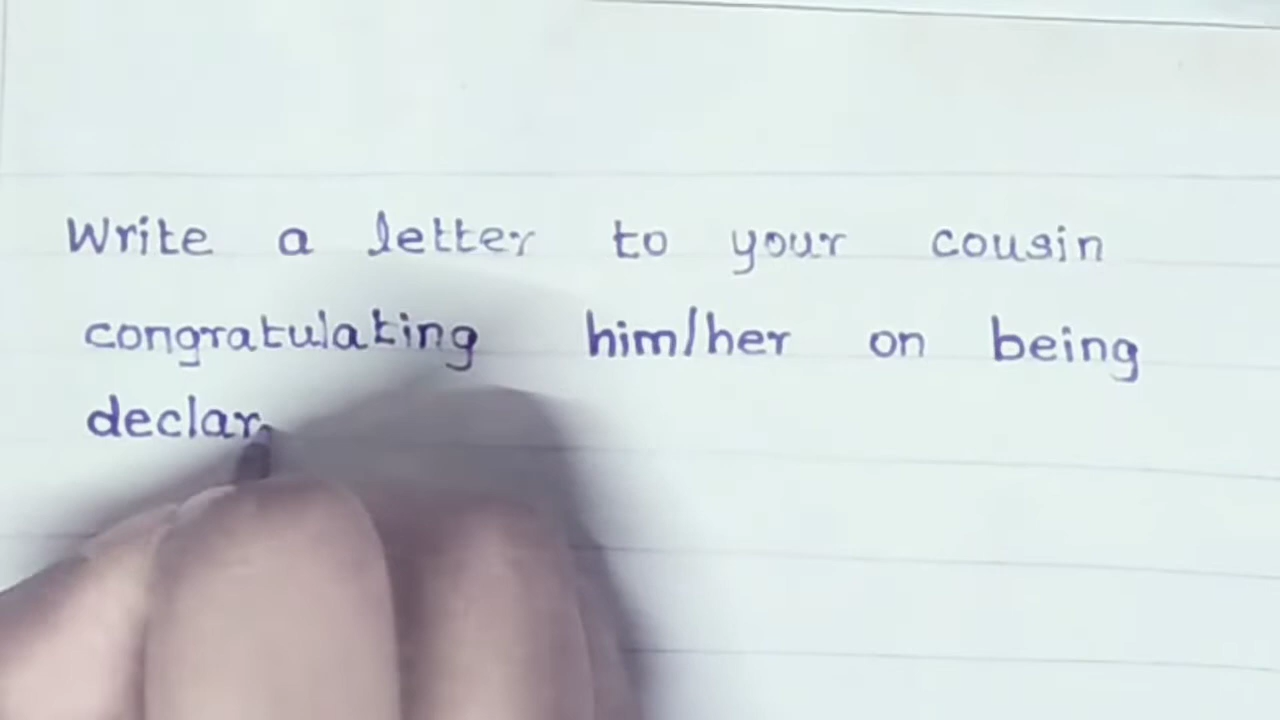 Write a letter to your cousin
congratulating him/her on being
declar